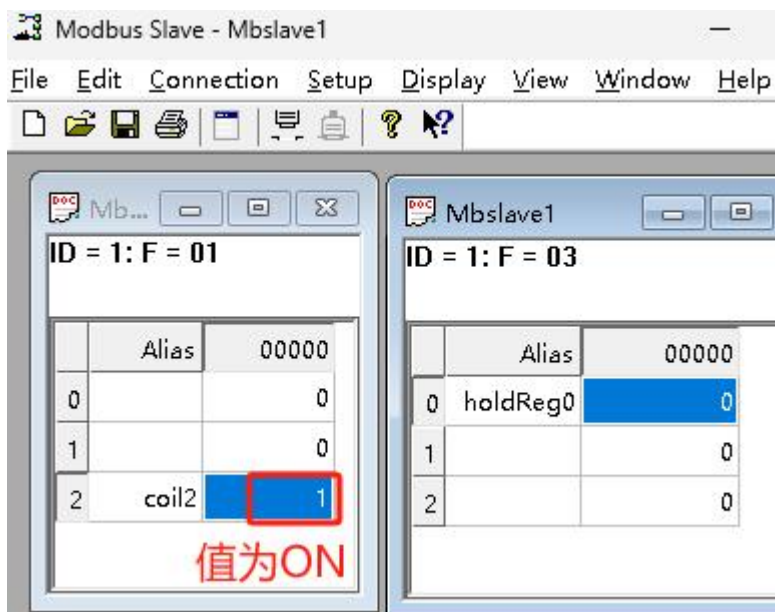 Modbus Slave - Mbslave1
File Edit Connection Setup Display View Window Help
Mb...
ID = 1: F = 01
Alias 00000
0 0
1 0
2 coil2 1
值为ON
Mbslave1
ID = 1: F = 03
Alias 00000
0 holdReg0 0
1 0
2 0